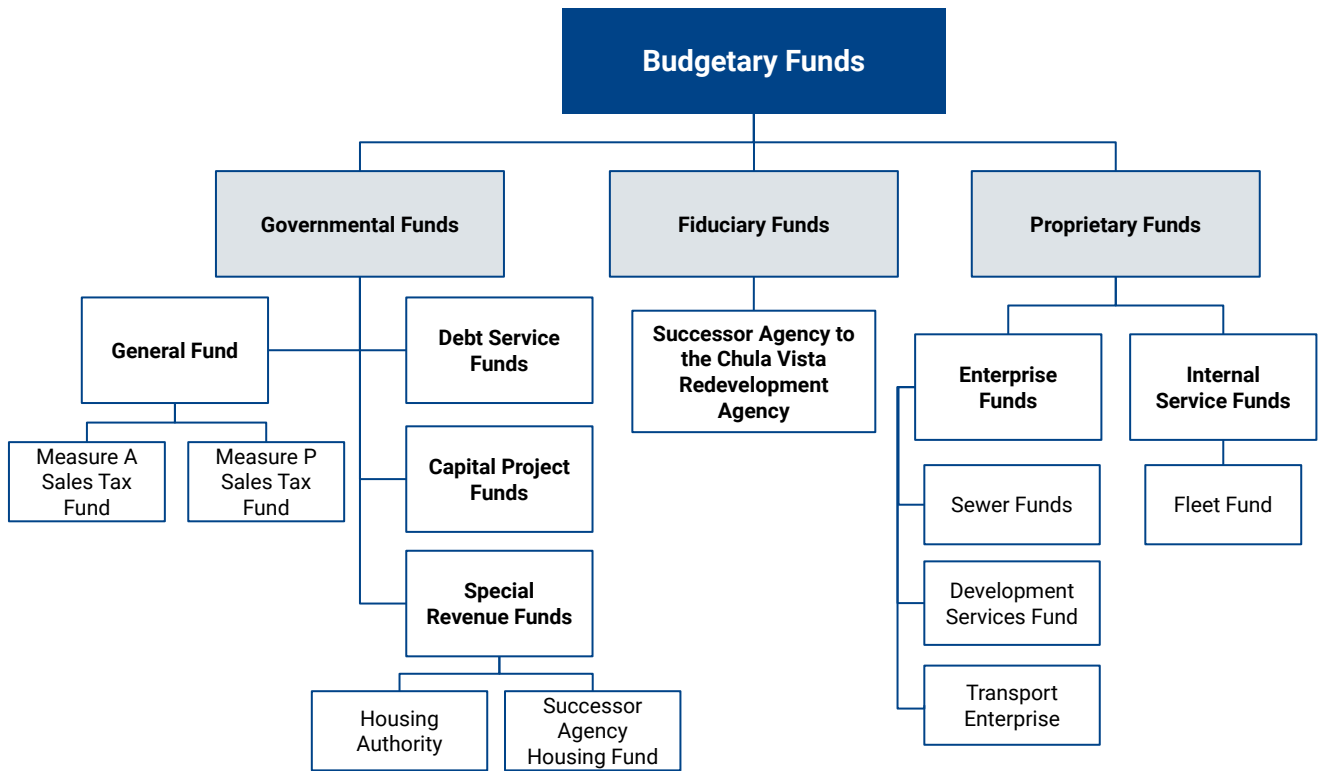 Budgetary Funds
Governmental Funds
Fiduciary Funds
Proprietary Funds
General Fund
Measure A
Sales Tax
Fund
Measure P
Sales Tax
Fund
Debt Service
Funds
Capital Project
Funds
Special
Revenue Funds
Housing
Authority
Successor
Agency
Housing Fund
Successor Agency to
the Chula Vista
Redevelopment
Agency
Enterprise
Funds
Sewer Funds
Development
Services Fund
Transport
Enterprise
Internal
Service Funds
Fleet Fund